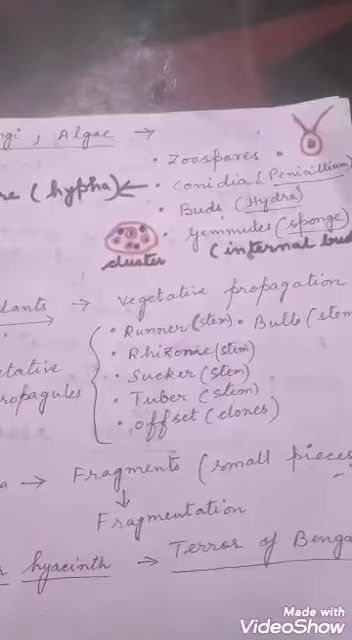 gi, Algae →
• Zoospores •
re (hypha) ← • conidia (Penicillium)
• Buds (Hydra)
• Gemmules (sponge)
cluster (internal bud
lants → vegetative propagation
• Runner (stem) • Bulb (stem
• Rhizome (stem)
etative • Sucker (stem)
opagules • Tuber (stem)
• offset (clones)
a → Fragments (small pieces
↓
Fragmentation
hyacinth → Terror of Benga
Made with
VideoShow